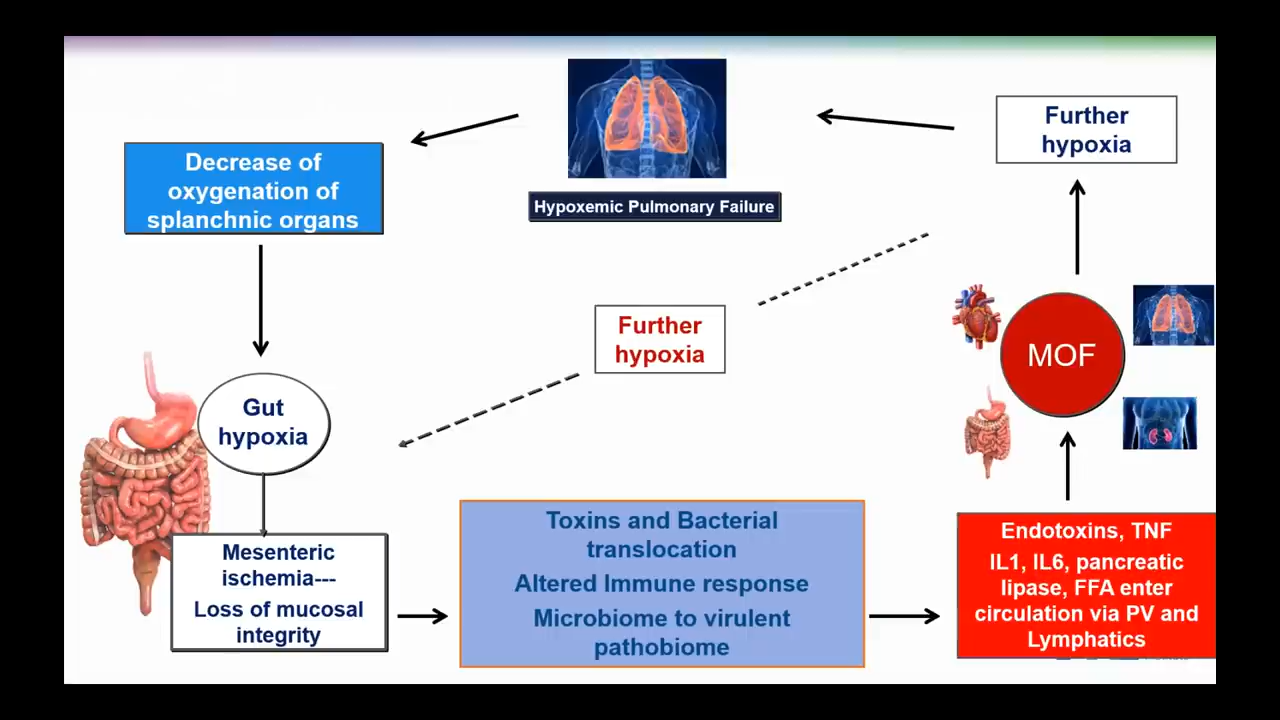 Further
hypoxia
Hypoxemic Pulmonary Failure
Decrease of
oxygenation of
splanchnic organs
Further
hypoxia
MOF
Gut
hypoxia
Mesenteric
ischemia---
Loss of mucosal
integrity
Toxins and Bacterial
translocation
Altered Immune response
Microbiome to virulent
pathobiome
Endotoxins, TNF
IL1, IL6, pancreatic
lipase, FFA enter
circulation via PV and
Lymphatics